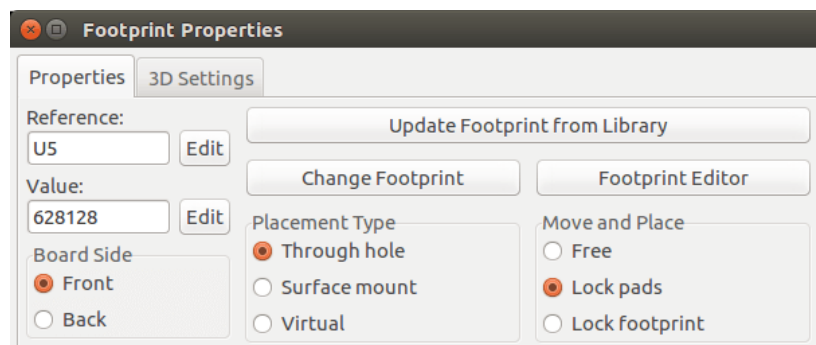 Footprint Properties
Properties 3D Settings
Reference:
U5 Edit
Update Footprint from Library
Value:
628128 Edit
Change Footprint Footprint Editor
Board Side
Front
Back
Placement Type
Through hole
Surface mount
Virtual
Move and Place
Free
Lock pads
Lock footprint